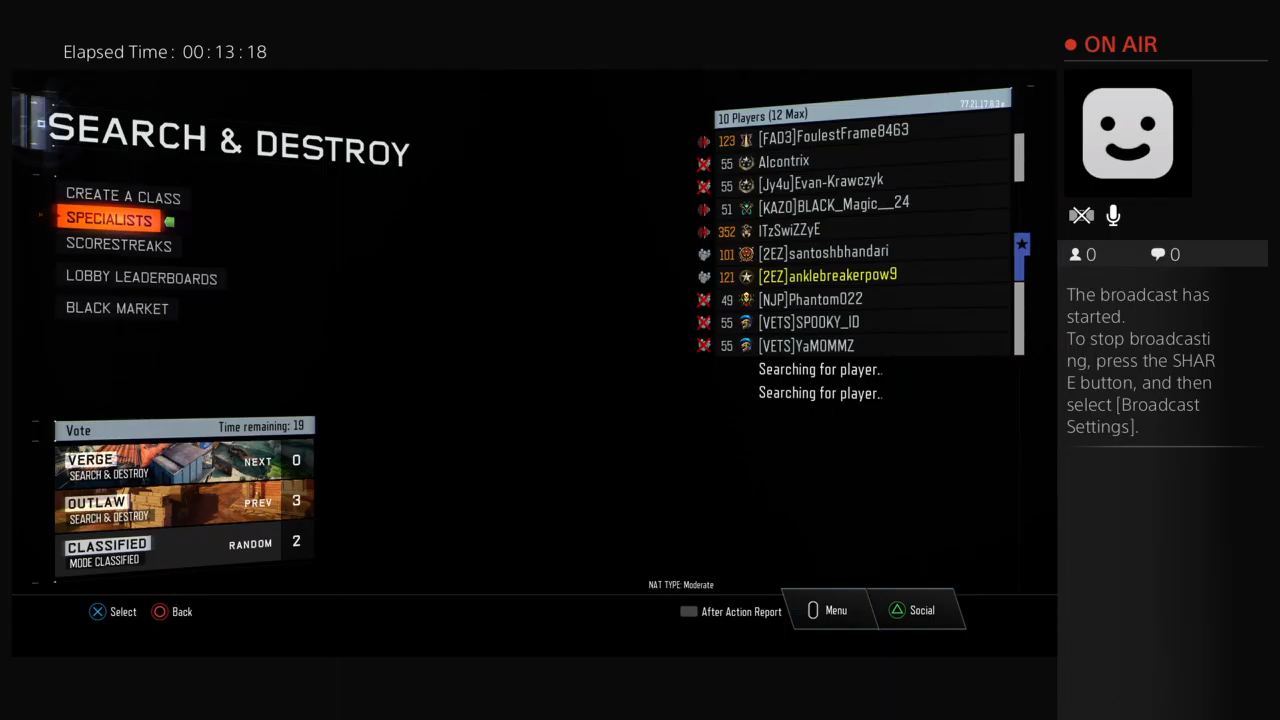 Elapsed Time: 00:13:18
ON AIR
SEARCH & DESTROY
CREATE A CLASS
SPECIALISTS
SCORESTREAKS
LOBBY LEADERBOARDS
BLACK MARKET
10 Players (12 Max)
123 [FAD3]FoulestFrame8463
55 Alcontrix
55 [Jy4u]Evan-Krawczyk
51 [KAZO]BLACK_Magic__24
352 ITzSwiZZyE
101 [2EZ]santoshbhandari
121 [2EZ]anklebreakerpow9
49 [NJP]Phantom022
55 [VETS]SPOOKY_ID
55 [VETS]YaMOMMZ
Searching for player..
Searching for player..
Vote Time remaining: 19
VERGE NEXT 0
SEARCH & DESTROY
OUTLAW PREV 3
SEARCH & DESTROY
CLASSIFIED RANDOM 2
MODE CLASSIFIED
NAT TYPE: Moderate
Select Back After Action Report Menu Social
0 0
The broadcast has
started.
To stop broadcasti
ng, press the SHAR
E button, and then
select [Broadcast
Settings].